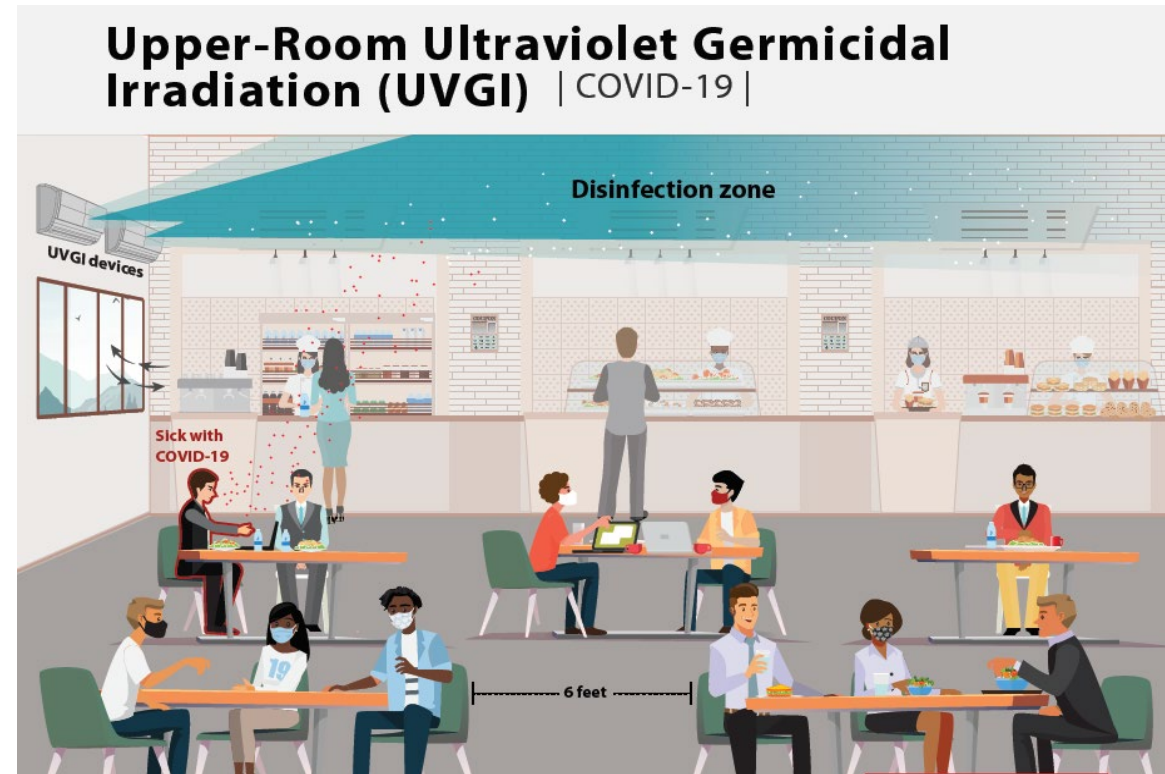 Upper-Room Ultraviolet Germicidal
Irradiation (UVGI) | COVID-19 |
Disinfection zone
UVGI devices
Sick with
COVID-19
19
6 feet